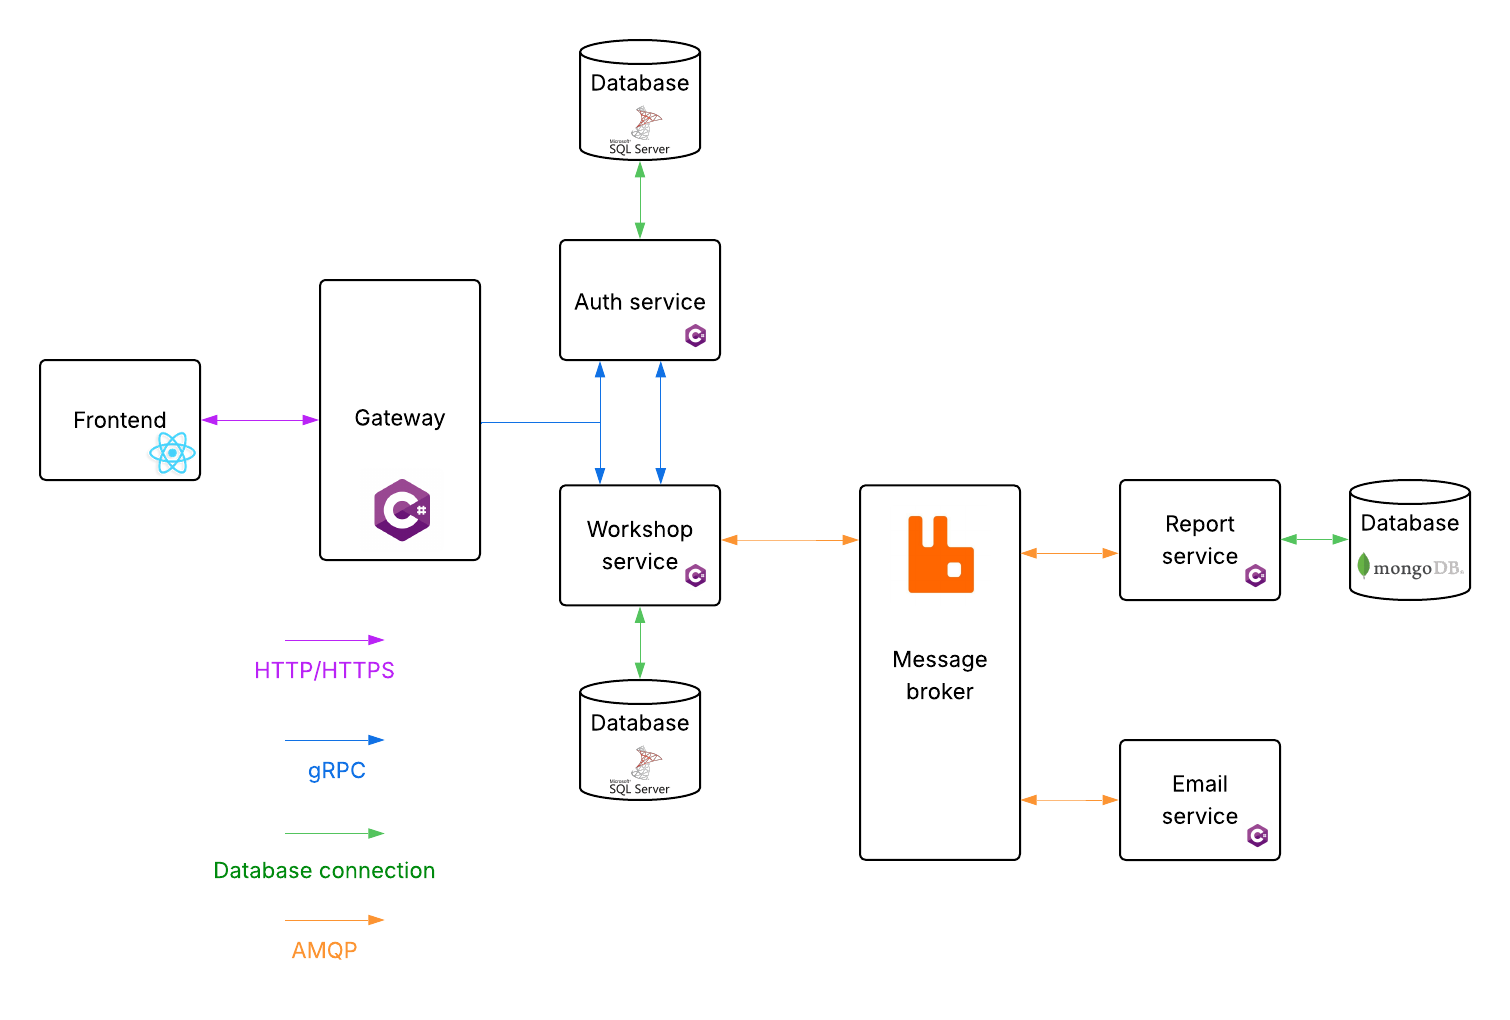 Database
Microsoft
SQL Server
Auth service
C#
Frontend
Gateway
C#
Workshop
service
C#
Database
Microsoft
SQL Server
Message
broker
Report
service
C#
Database
mongoDB
Email
service
C#
HTTP/HTTPS
gRPC
Database connection
AMQP